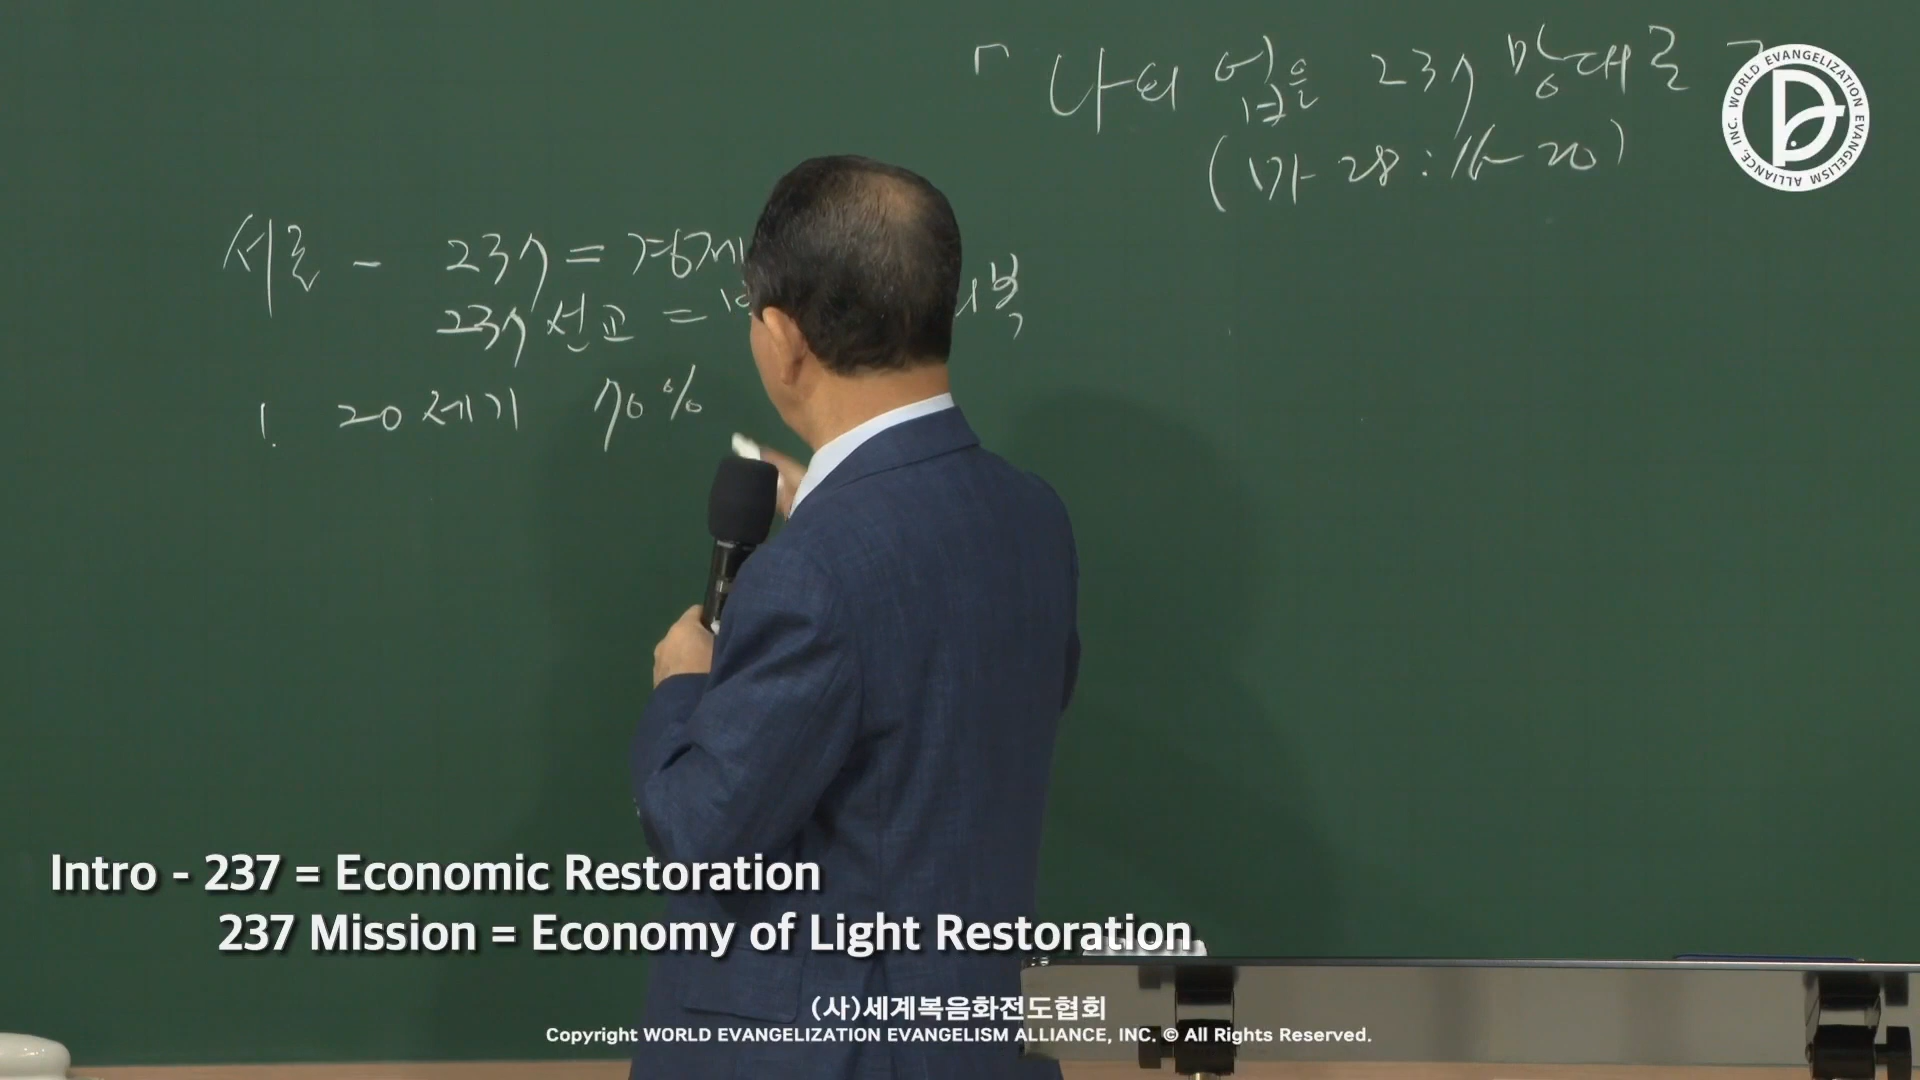 「나의 업을 237 망대로
(마 28:16-20)
WORLD EVANGELIZATION EVANGELISM ALLIANCE, INC.
서론 - 237 = 경제
237 선교 =
1. 20세기 70%
Intro - 237 = Economic Restoration
237 Mission = Economy of Light Restoration
(사)세계복음화전도협회
Copyright WORLD EVANGELIZATION EVANGELISM ALLIANCE, INC. © All Rights Reserved.